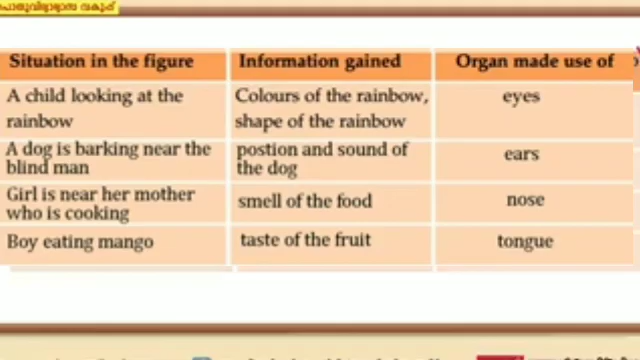 പൊതുവിദ്യാഭ്യാസ വകുപ്പ്
Situation in the figure
Information gained
Organ made use of
A child looking at the
rainbow
Colours of the rainbow,
shape of the rainbow
eyes
A dog is barking near the
blind man
postion and sound of
the dog
ears
Girl is near her mother
who is cooking
smell of the food
nose
Boy eating mango
taste of the fruit
tongue